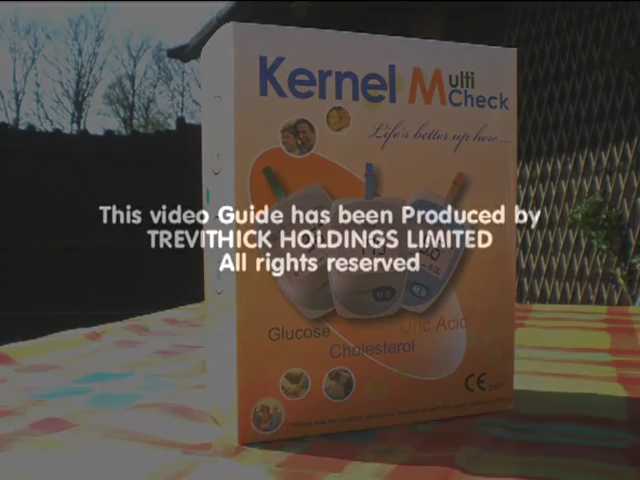 Kernel Multi Check
Life's better up here....
This video Guide has been Produced by
TREVITHICK HOLDINGS LIMITED
All rights reserved
Glucose
Uric Acid
Cholesterol
CE